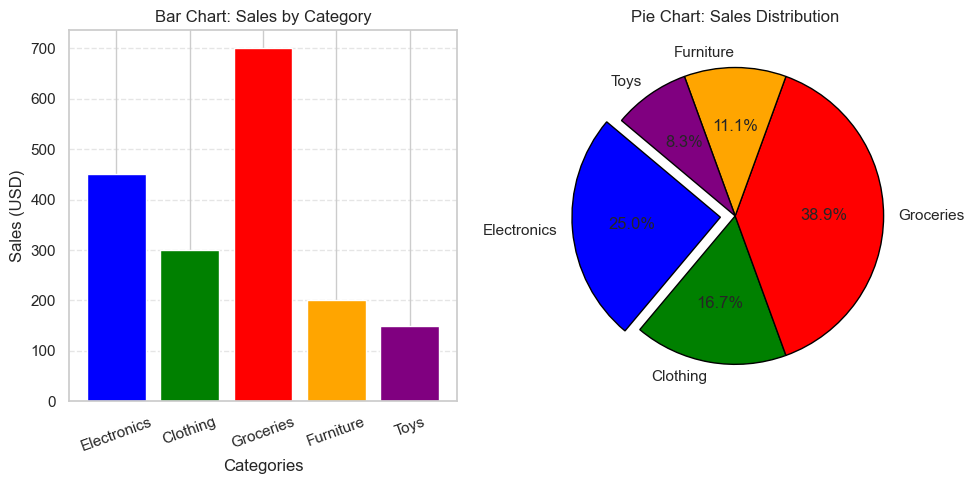 Bar Chart: Sales by Category
700
600
500
400
300
200
100
0
Sales (USD)
Electronics
Clothing
Groceries
Furniture
Toys
Categories
Pie Chart: Sales Distribution
Furniture
Toys
11.1%
8.3%
Groceries
38.9%
Electronics
25.0%
16.7%
Clothing